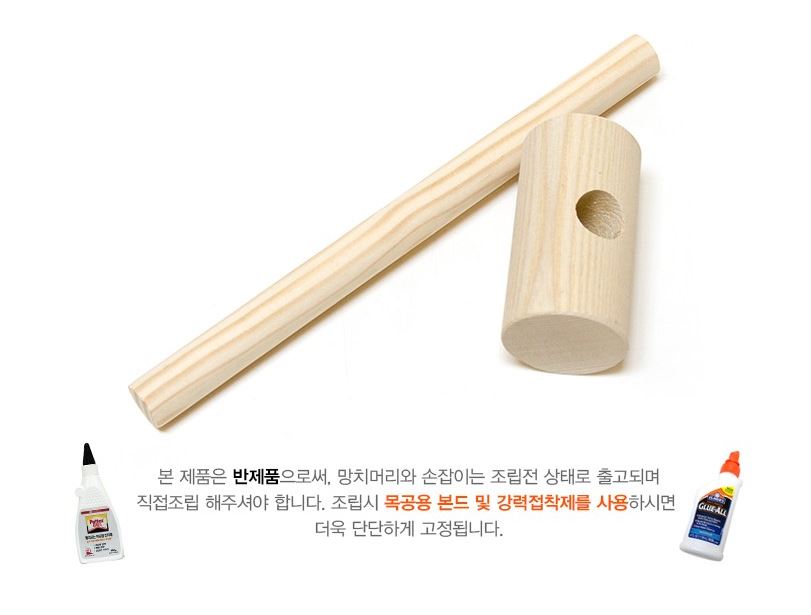 본 제품은 반제품으로써, 망치머리와 손잡이는 조립전 상태로 출고되며
직접조립 해주셔야 합니다. 조립시 목공용 본드 및 강력접착제를 사용하시면
더욱 단단하게 고정됩니다.
ELMER'S
GLUE-ALL